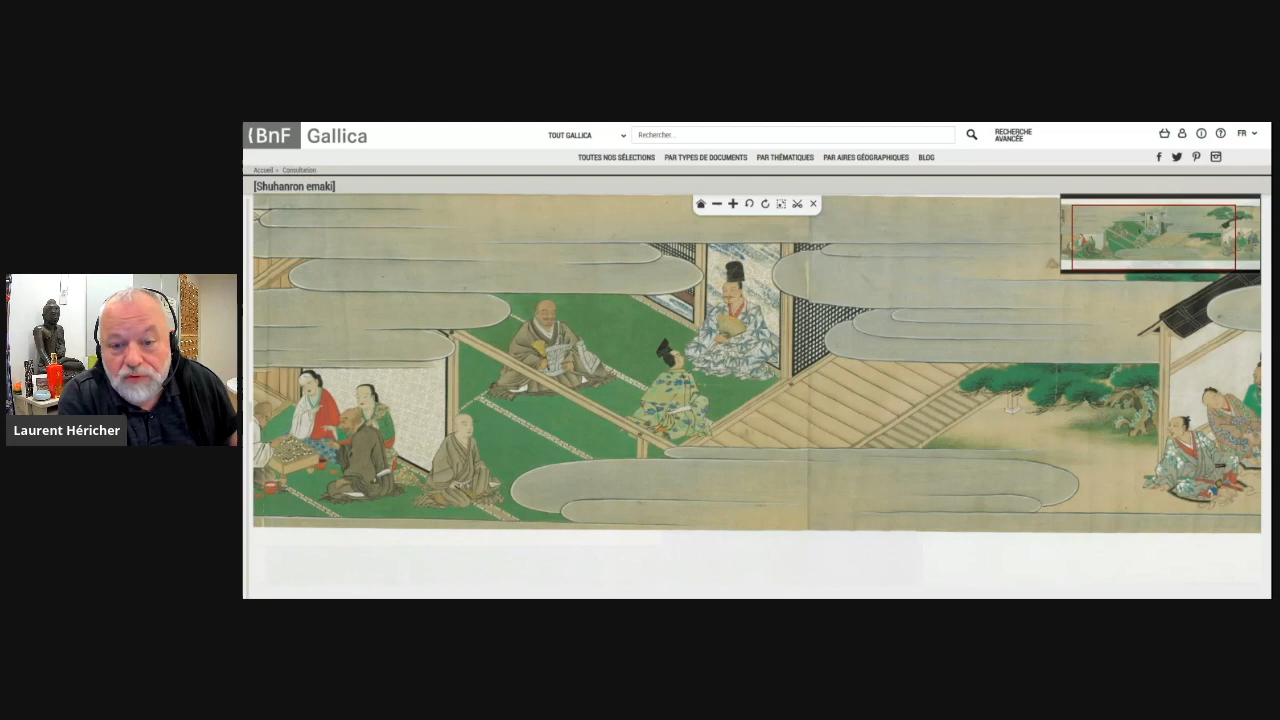 BnF Gallica
TOUT GALLICA
Rechercher...
RECHERCHE
AVANCÉE
FR
TOUTES NOS SÉLECTIONS PAR TYPES DE DOCUMENTS PAR THÉMATIQUES PAR AIRES GÉOGRAPHIQUES BLOG
Accueil > Consultation
[Shuhanron emaki]
Laurent Héricher